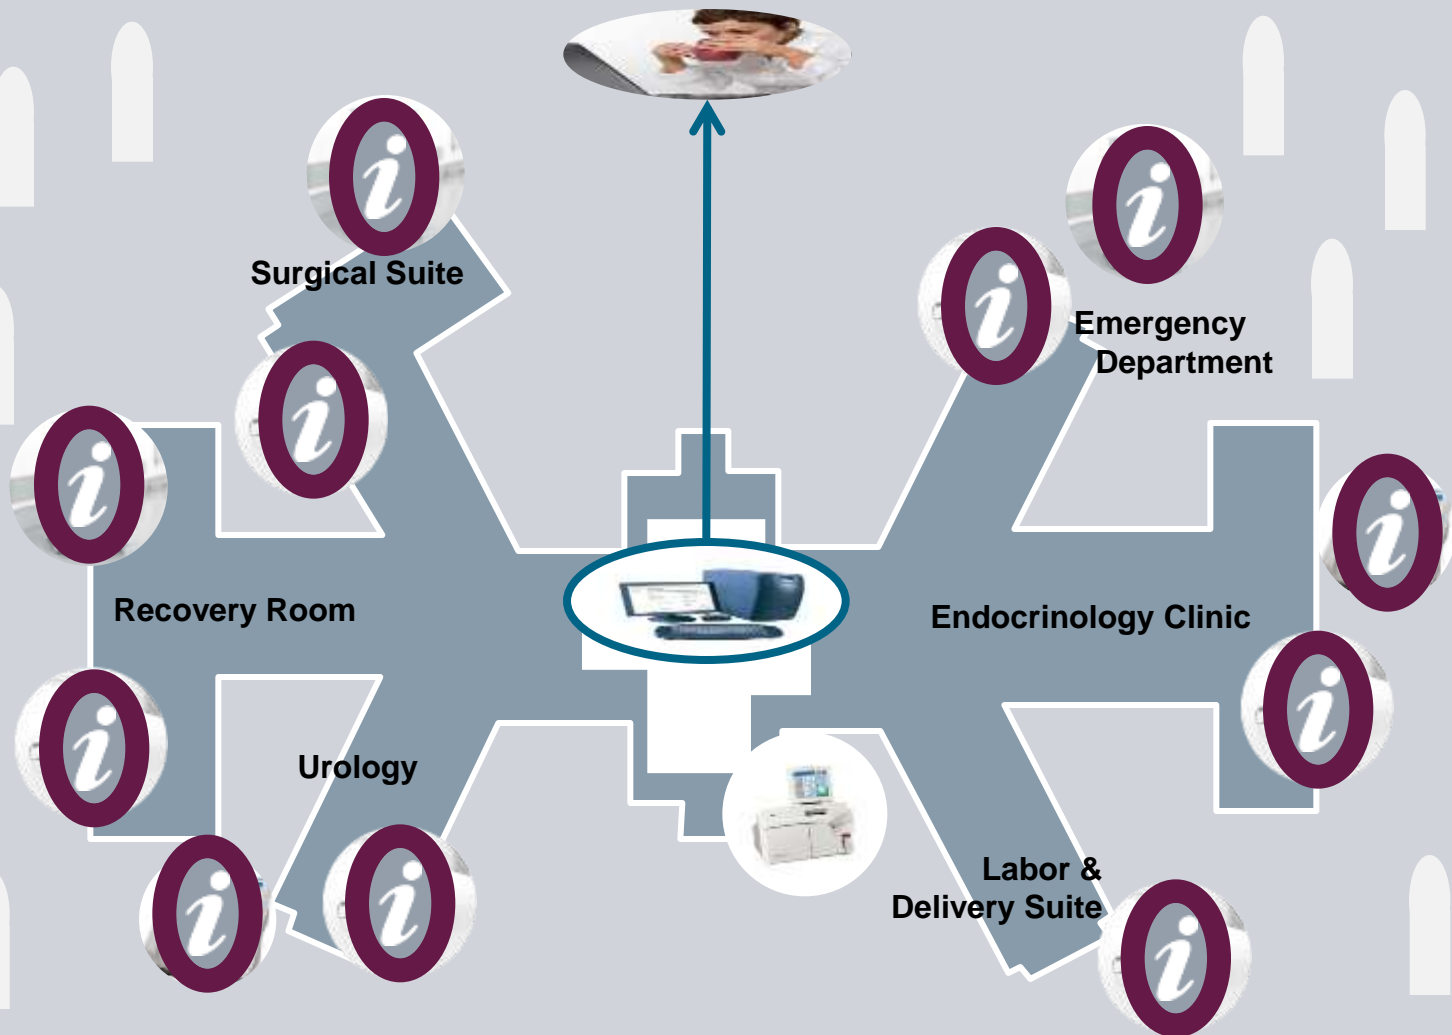 i
i
Surgical Suite
i
Emergency
Department
i
i
i
Recovery Room
Endocrinology Clinic
i
i
Urology
Labor &
Delivery Suite
i
i
i